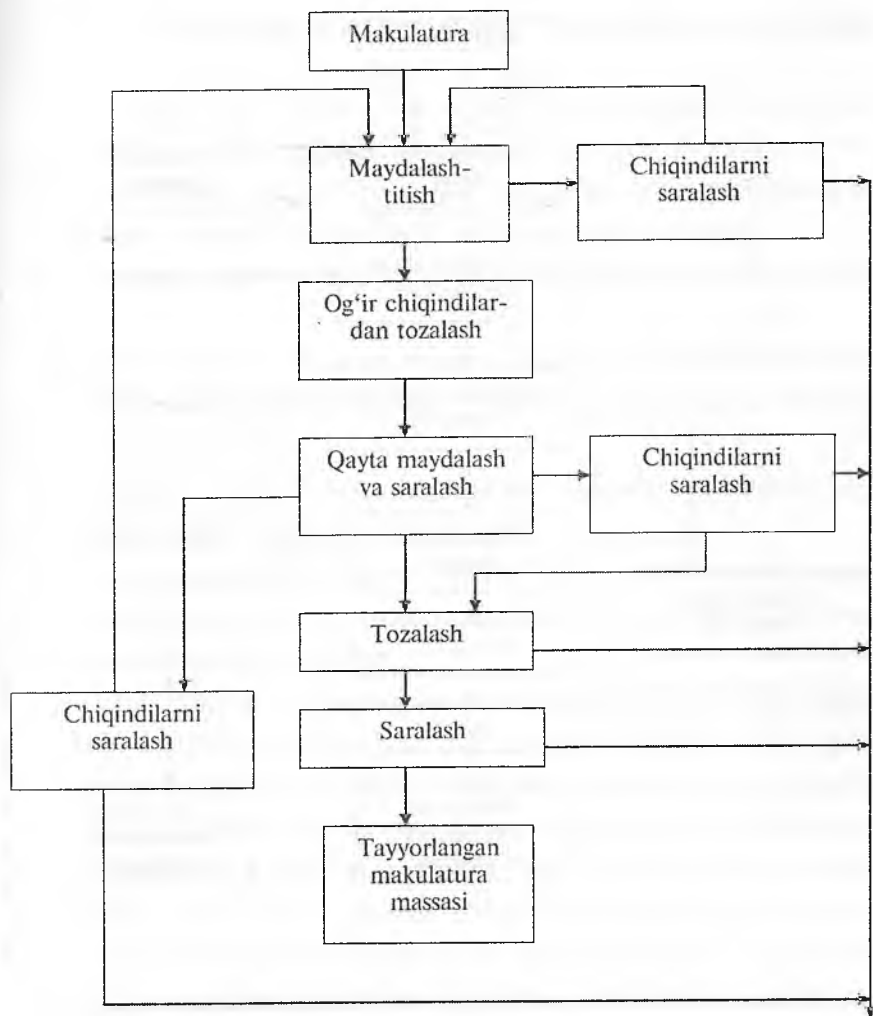 Makulatura
Maydalash-
titish
Chiqindilarni
saralash
Og‘ir chiqindilar-
dan tozalash
Qayta maydalash
va saralash
Chiqindilarni
saralash
Tozalash
Chiqindilarni
saralash
Saralash
Tayyorlangan
makulatura
massasi